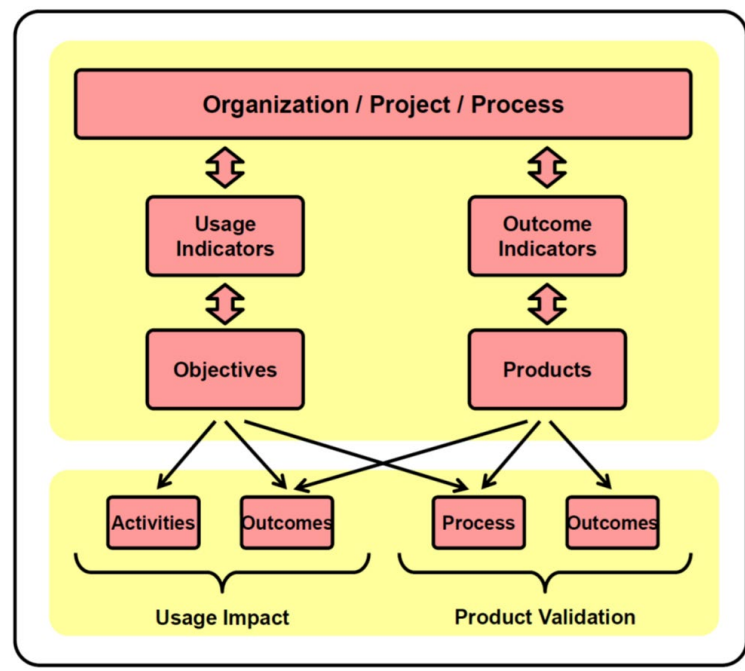 Organization / Project / Process
Usage
Indicators
Outcome
Indicators
Objectives
Products
Activities
Outcomes
Process
Outcomes
Usage Impact
Product Validation